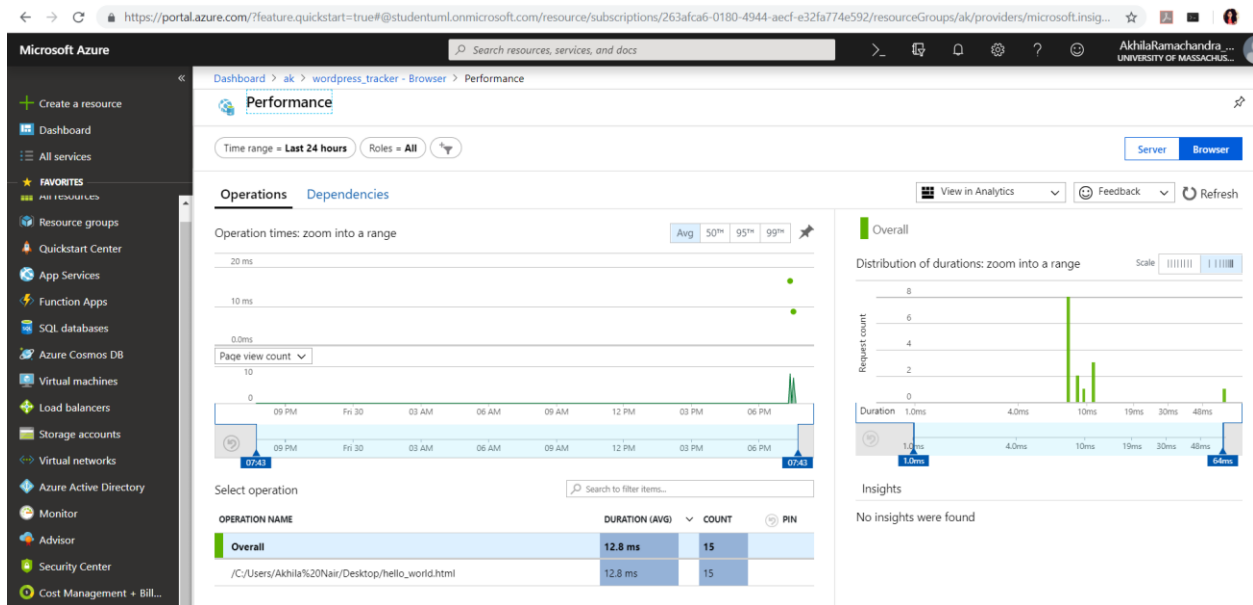 https://portal.azure.com/?feature.quickstart=true#@studentuml.onmicrosoft.com/resource/subscriptions/263afca6-0180-4944-aecf-e32fa774e592/resourceGroups/ak/providers/microsoft.insig...
Microsoft Azure
Search resources, services, and docs
AkhilaRamachandra_...
UNIVERSITY OF MASSACHUS...
Create a resource
Dashboard
All services
FAVORITES
All resources
Resource groups
Quickstart Center
App Services
Function Apps
SQL databases
Azure Cosmos DB
Virtual machines
Load balancers
Storage accounts
Virtual networks
Azure Active Directory
Monitor
Advisor
Security Center
Cost Management + Bill...
Dashboard > ak > wordpress_tracker - Browser > Performance
Performance
Time range = Last 24 hours Roles = All
Server Browser
Operations Dependencies
View in Analytics Feedback Refresh
Operation times: zoom into a range
Avg 50TH 95TH 99TH
20 ms
10 ms
0.0ms
Page view count
10
0
09 PM Fri 30 03 AM 06 AM 09 AM 12 PM 03 PM 06 PM
09 PM Fri 30 03 AM 06 AM 09 AM 12 PM 03 PM 06 PM
07:43 07:43
Select operation
Search to filter items...
OPERATION NAME DURATION (AVG) COUNT PIN
Overall 12.8 ms 15
/C:/Users/Akhila%20Nair/Desktop/hello_world.html 12.8 ms 15
Overall
Distribution of durations: zoom into a range
Scale
Request count
8
6
4
2
0
Duration 1.0ms 4.0ms 10ms 19ms 30ms 48ms
1.0ms 4.0ms 10ms 19ms 30ms 48ms
1.0ms 64ms
Insights
No insights were found